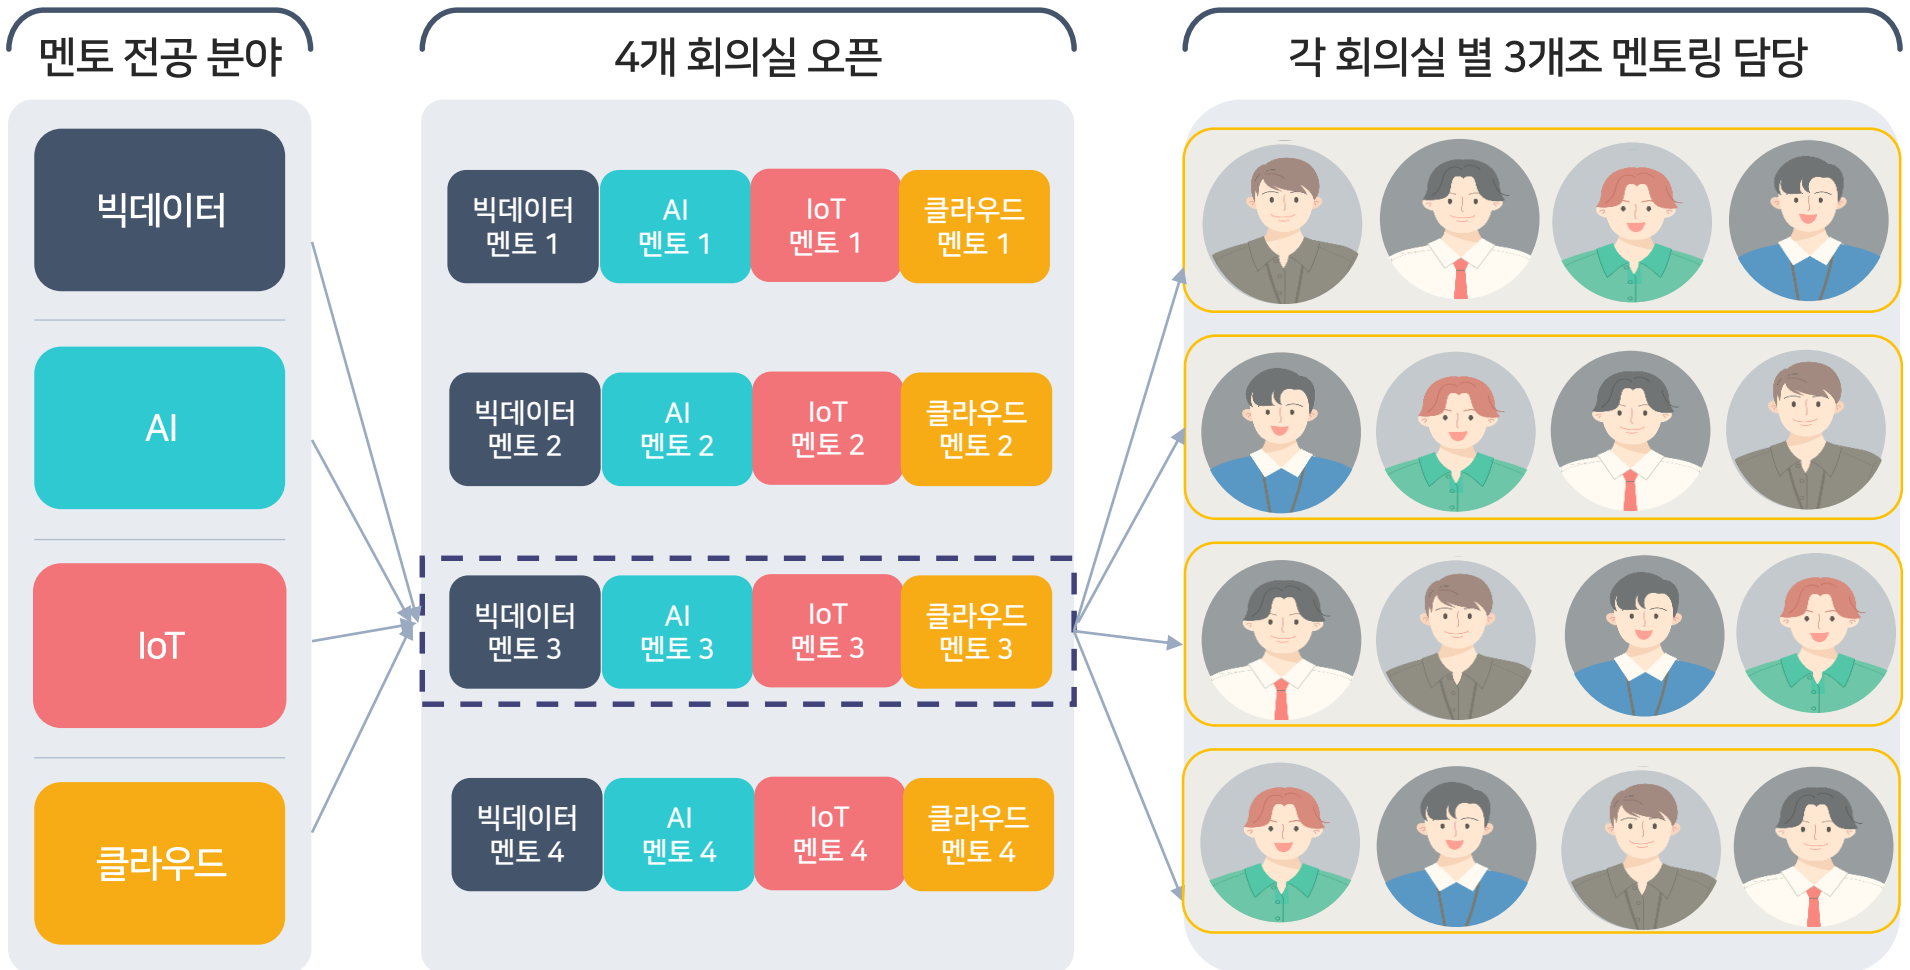 멘토 전공 분야
4개 회의실 오픈
각 회의실 별 3개조 멘토링 담당
빅데이터
AI
IoT
클라우드
빅데이터
멘토 1
AI
멘토 1
IoT
멘토 1
클라우드
멘토 1
빅데이터
멘토 2
AI
멘토 2
IoT
멘토 2
클라우드
멘토 2
빅데이터
멘토 3
AI
멘토 3
IoT
멘토 3
클라우드
멘토 3
빅데이터
멘토 4
AI
멘토 4
IoT
멘토 4
클라우드
멘토 4